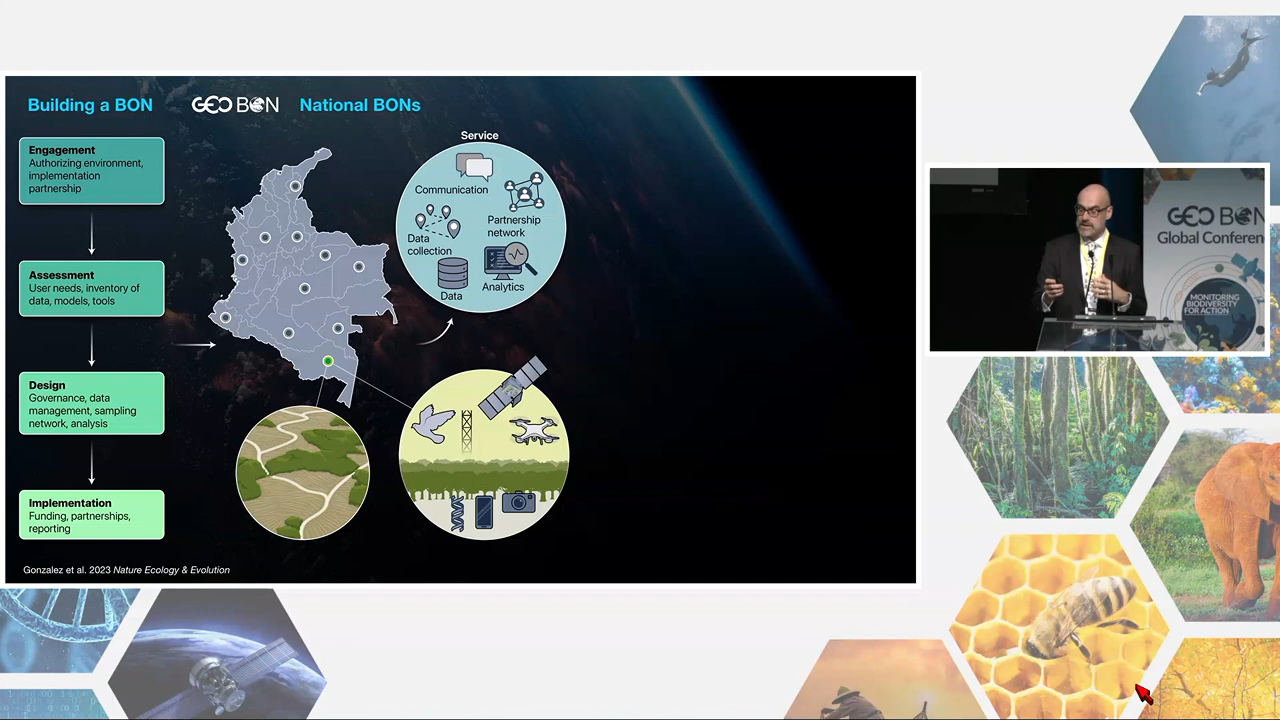 Building a BON
GEO BON
National BONs
Engagement
Authorizing environment,
implementation
partnership
Assessment
User needs, inventory of
data, models, tools
Design
Governance, data
management, sampling
network, analysis
Implementation
Funding, partnerships,
reporting
Service
Communication
Partnership
network
Data
collection
Analytics
Data
Gonzalez et al. 2023 Nature Ecology & Evolution
GEO BON
Global Conferen
MONITORING
BIODIVERSITY
FOR ACTION